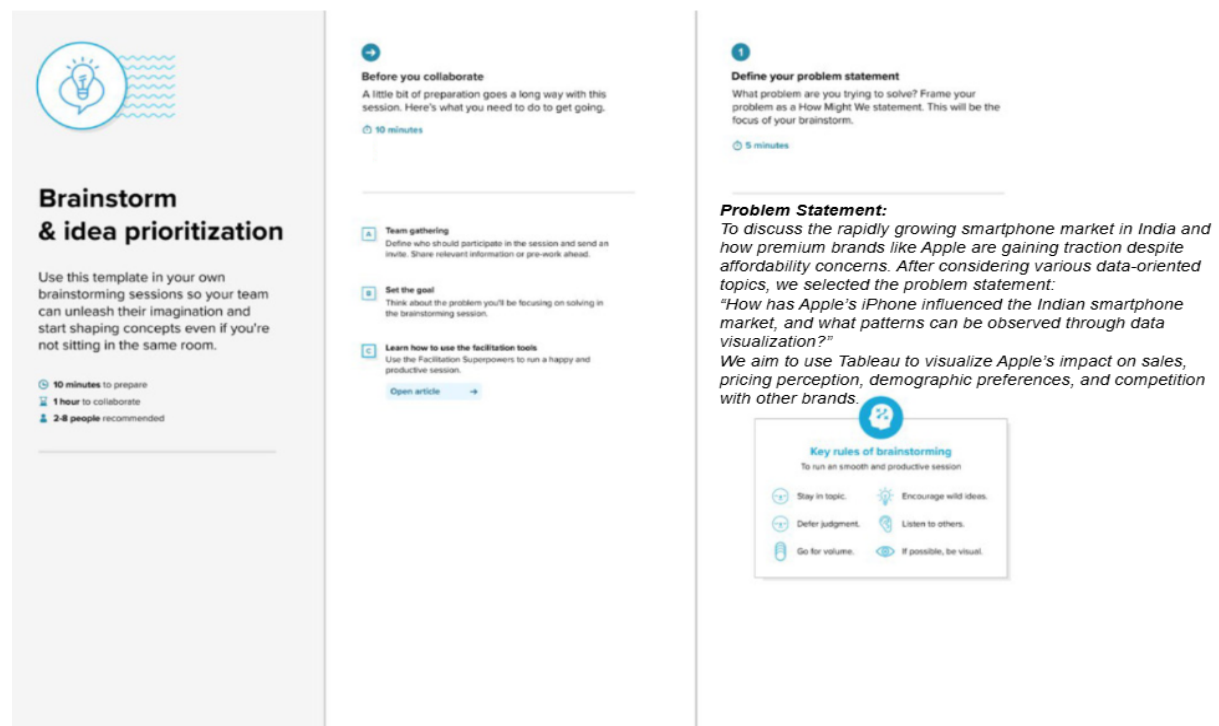 Brainstorm
& idea prioritization
Use this template in your own
brainstorming sessions so your team
can unleash their imagination and
start shaping concepts even if you're
not sitting in the same room.
10 minutes to prepare
1 hour to collaborate
2-8 people recommended
Before you collaborate
A little bit of preparation goes a long way with this
session. Here's what you need to do to get going.
10 minutes
A
Team gathering
Define who should participate in the session and send an
invite. Share relevant information or pre-work ahead.
B
Set the goal
Think about the problem you'll be focusing on solving in
the brainstorming session.
C
Learn how to use the facilitation tools
Use the Facilitation Superpowers to run a happy and
productive session.
Open article
1
Define your problem statement
What problem are you trying to solve? Frame your
problem as a How Might We statement. This will be the
focus of your brainstorm.
5 minutes
Problem Statement:
To discuss the rapidly growing smartphone market in India and
how premium brands like Apple are gaining traction despite
affordability concerns. After considering various data-oriented
topics, we selected the problem statement:
“How has Apple’s iPhone influenced the Indian smartphone
market, and what patterns can be observed through data
visualization?”
We aim to use Tableau to visualize Apple’s impact on sales,
pricing perception, demographic preferences, and competition
with other brands.
Key rules of brainstorming
To run an smooth and productive session
Stay in topic.
Encourage wild ideas.
Defer judgment.
Listen to others.
Go for volume.
If possible, be visual.